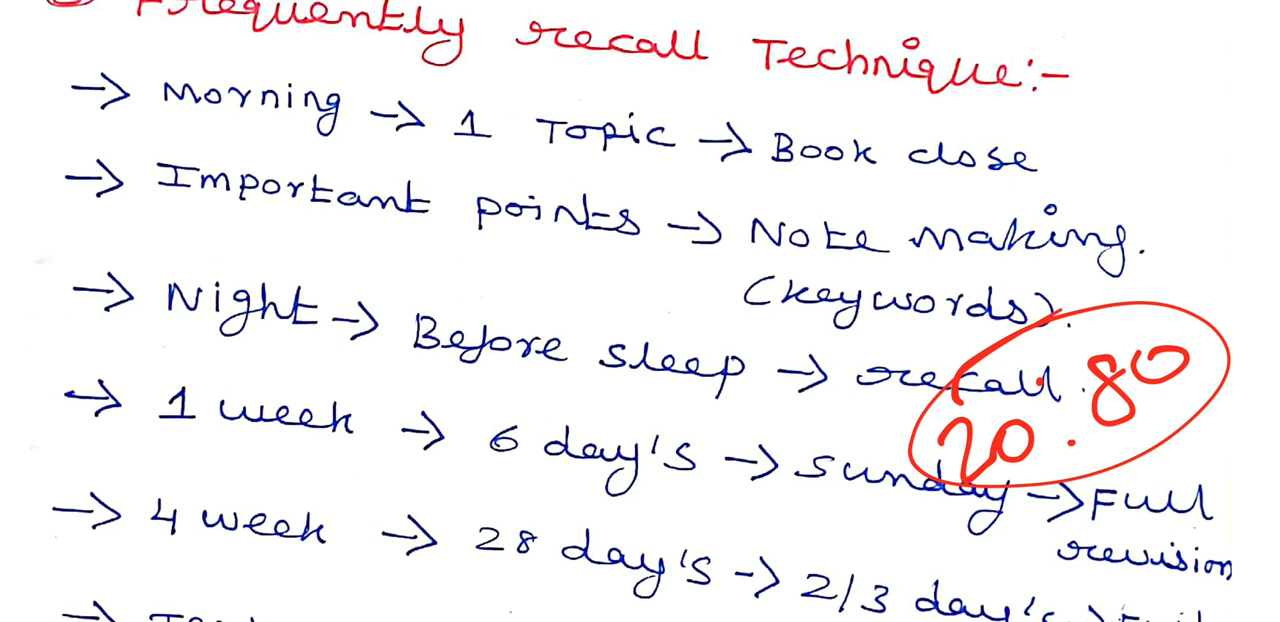 Frequently recall Technique:-
→ Morning → 1 Topic → Book close
→ Important points → Note making.
(keywords).
→ Night → Before sleep → recall.
20.80
→ 1 week → 6 day's → Sunday → Full
revision
→ 4 week → 28 day's → 2/3 day's →
→